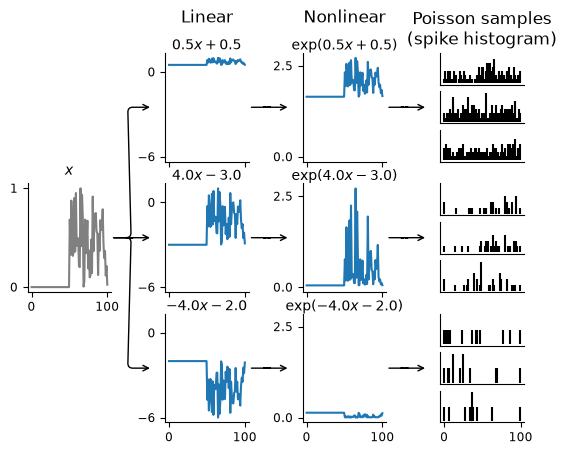 Linear
Nonlinear
Poisson samples
(spike histogram)
0.5x + 0.5
exp(0.5x + 0.5)
0
−6
2.5
0.0
x
1
0
0
100
4.0x − 3.0
exp(4.0x − 3.0)
0
−6
2.5
0.0
−4.0x − 2.0
exp(−4.0x − 2.0)
0
−6
2.5
0.0
0
100
0
100
0
100